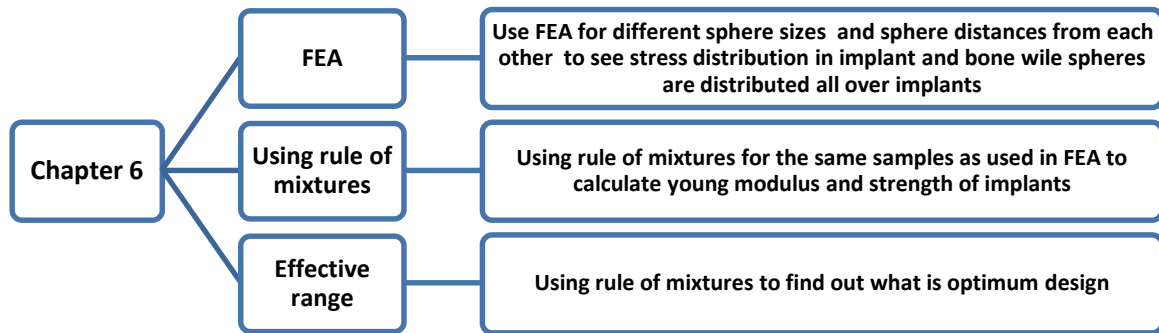 Chapter 6
FEA
Use FEA for different sphere sizes and sphere distances from each
other to see stress distribution in implant and bone wile spheres
are distributed all over implants
Using rule of
mixtures
Using rule of mixtures for the same samples as used in FEA to
calculate young modulus and strength of implants
Effective
range
Using rule of mixtures to find out what is optimum design